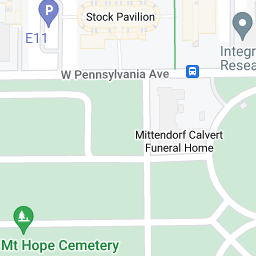 Stock Pavilion
P
E11
Integr
Resea
W Pennsylvania Ave
Mittendorf Calvert
Funeral Home
Mt Hope Cemetery